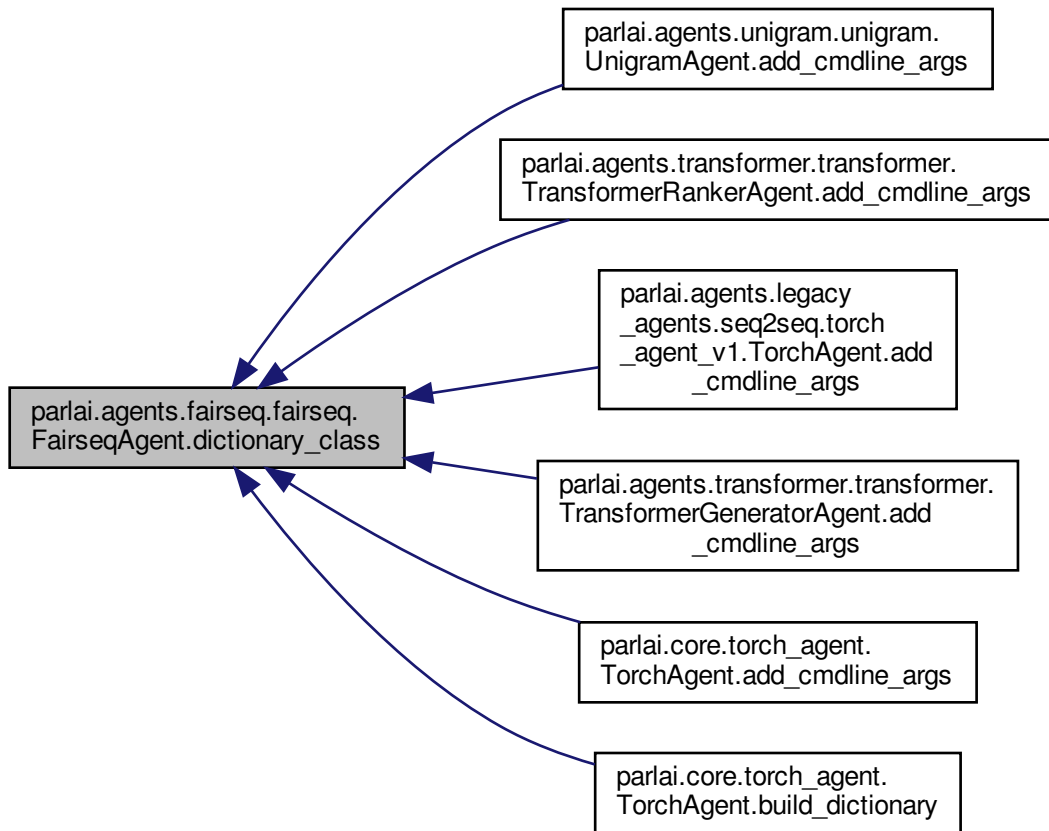 parlai.agents.unigram.unigram.
UnigramAgent.add_cmdline_args
parlai.agents.transformer.transformer.
TransformerRankerAgent.add_cmdline_args
parlai.agents.legacy
_agents.seq2seq.torch
_agent_v1.TorchAgent.add
_cmdline_args
parlai.agents.fairseq.fairseq.
FairseqAgent.dictionary_class
parlai.agents.transformer.transformer.
TransformerGeneratorAgent.add
_cmdline_args
parlai.core.torch_agent.
TorchAgent.add_cmdline_args
parlai.core.torch_agent.
TorchAgent.build_dictionary